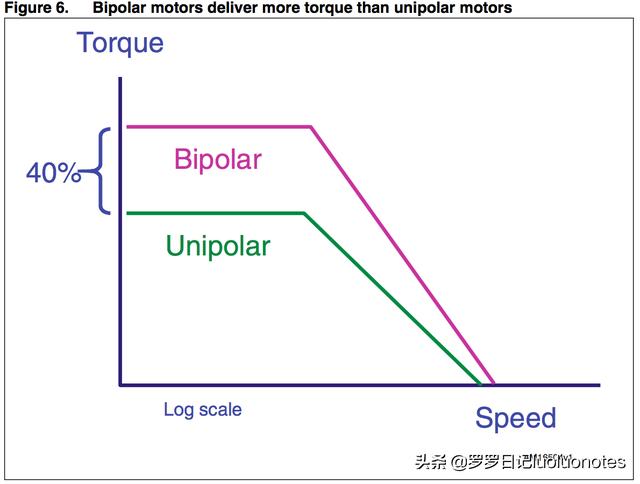 Figure 6. Bipolar motors deliver more torque than unipolar motors
Torque
Bipolar
40%
Unipolar
Log scale
Speed
头条 @罗罗日记luoluonotes